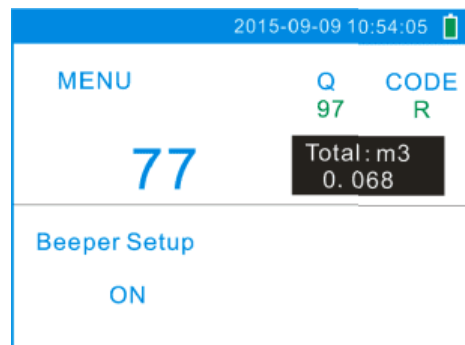 2015-09-09 10:54:05
MENU Q CODE
97 R
77 Total: m3
0. 068
Beeper Setup
ON